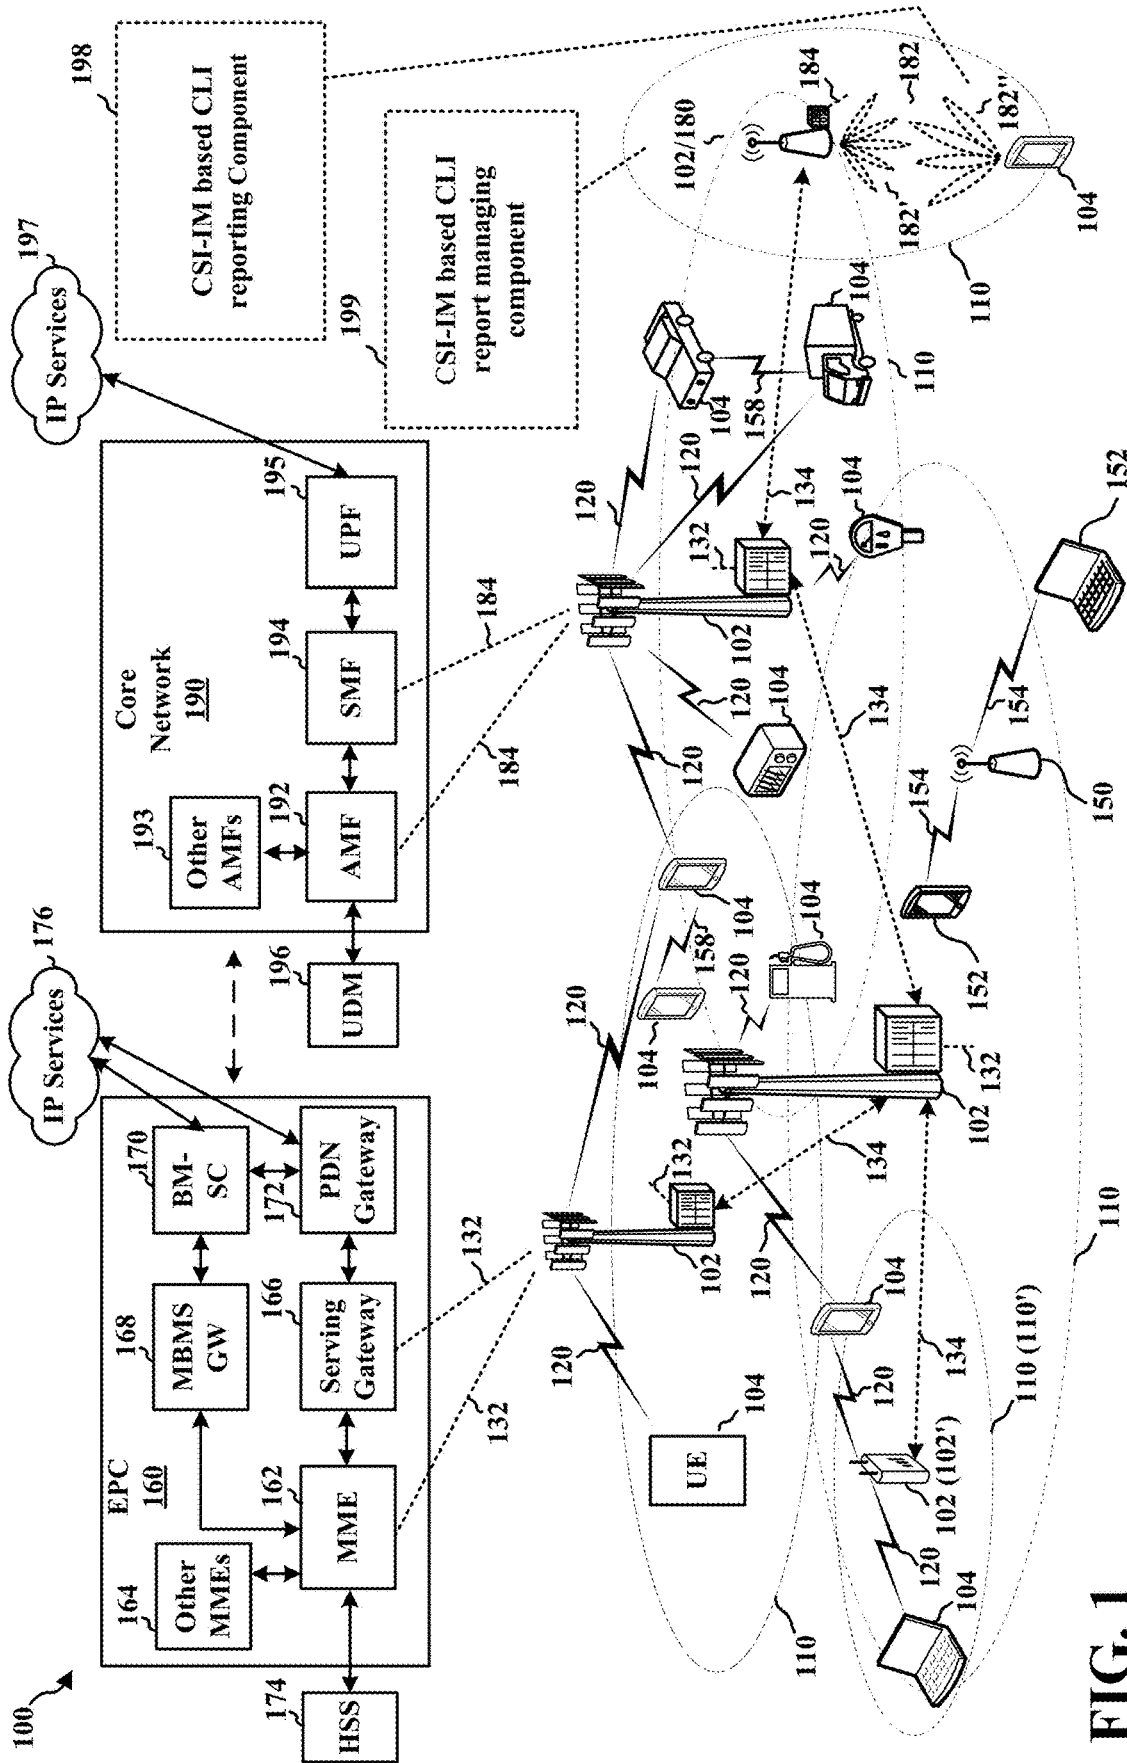 100
EPC
160
Other
MMEs
164
MME
162
HSS
174
MBMS
GW
168
BM-
SC
170
Serving
Gateway
166
PDN
Gateway
172
IP Services
176
Core
Network
190
Other
AMFs
193
AMF
192
SMF
194
UPF
195
UDM
196
IP Services
197
CSI-IM based CLI
reporting Component
198
CSI-IM based CLI
report managing
component
199
132
132
184
184
120
120
120
120
120
102/180
184
182
182'
182''
104
110
UE
104
102
132
134
120
104
158
104
120
104
104
120
102
132
134
134
104
158
104
110
120
104
102
132
134
120
104
102 (102')
120
104
134
110 (110')
110
110
152
154
150
154
152
FIG. 1